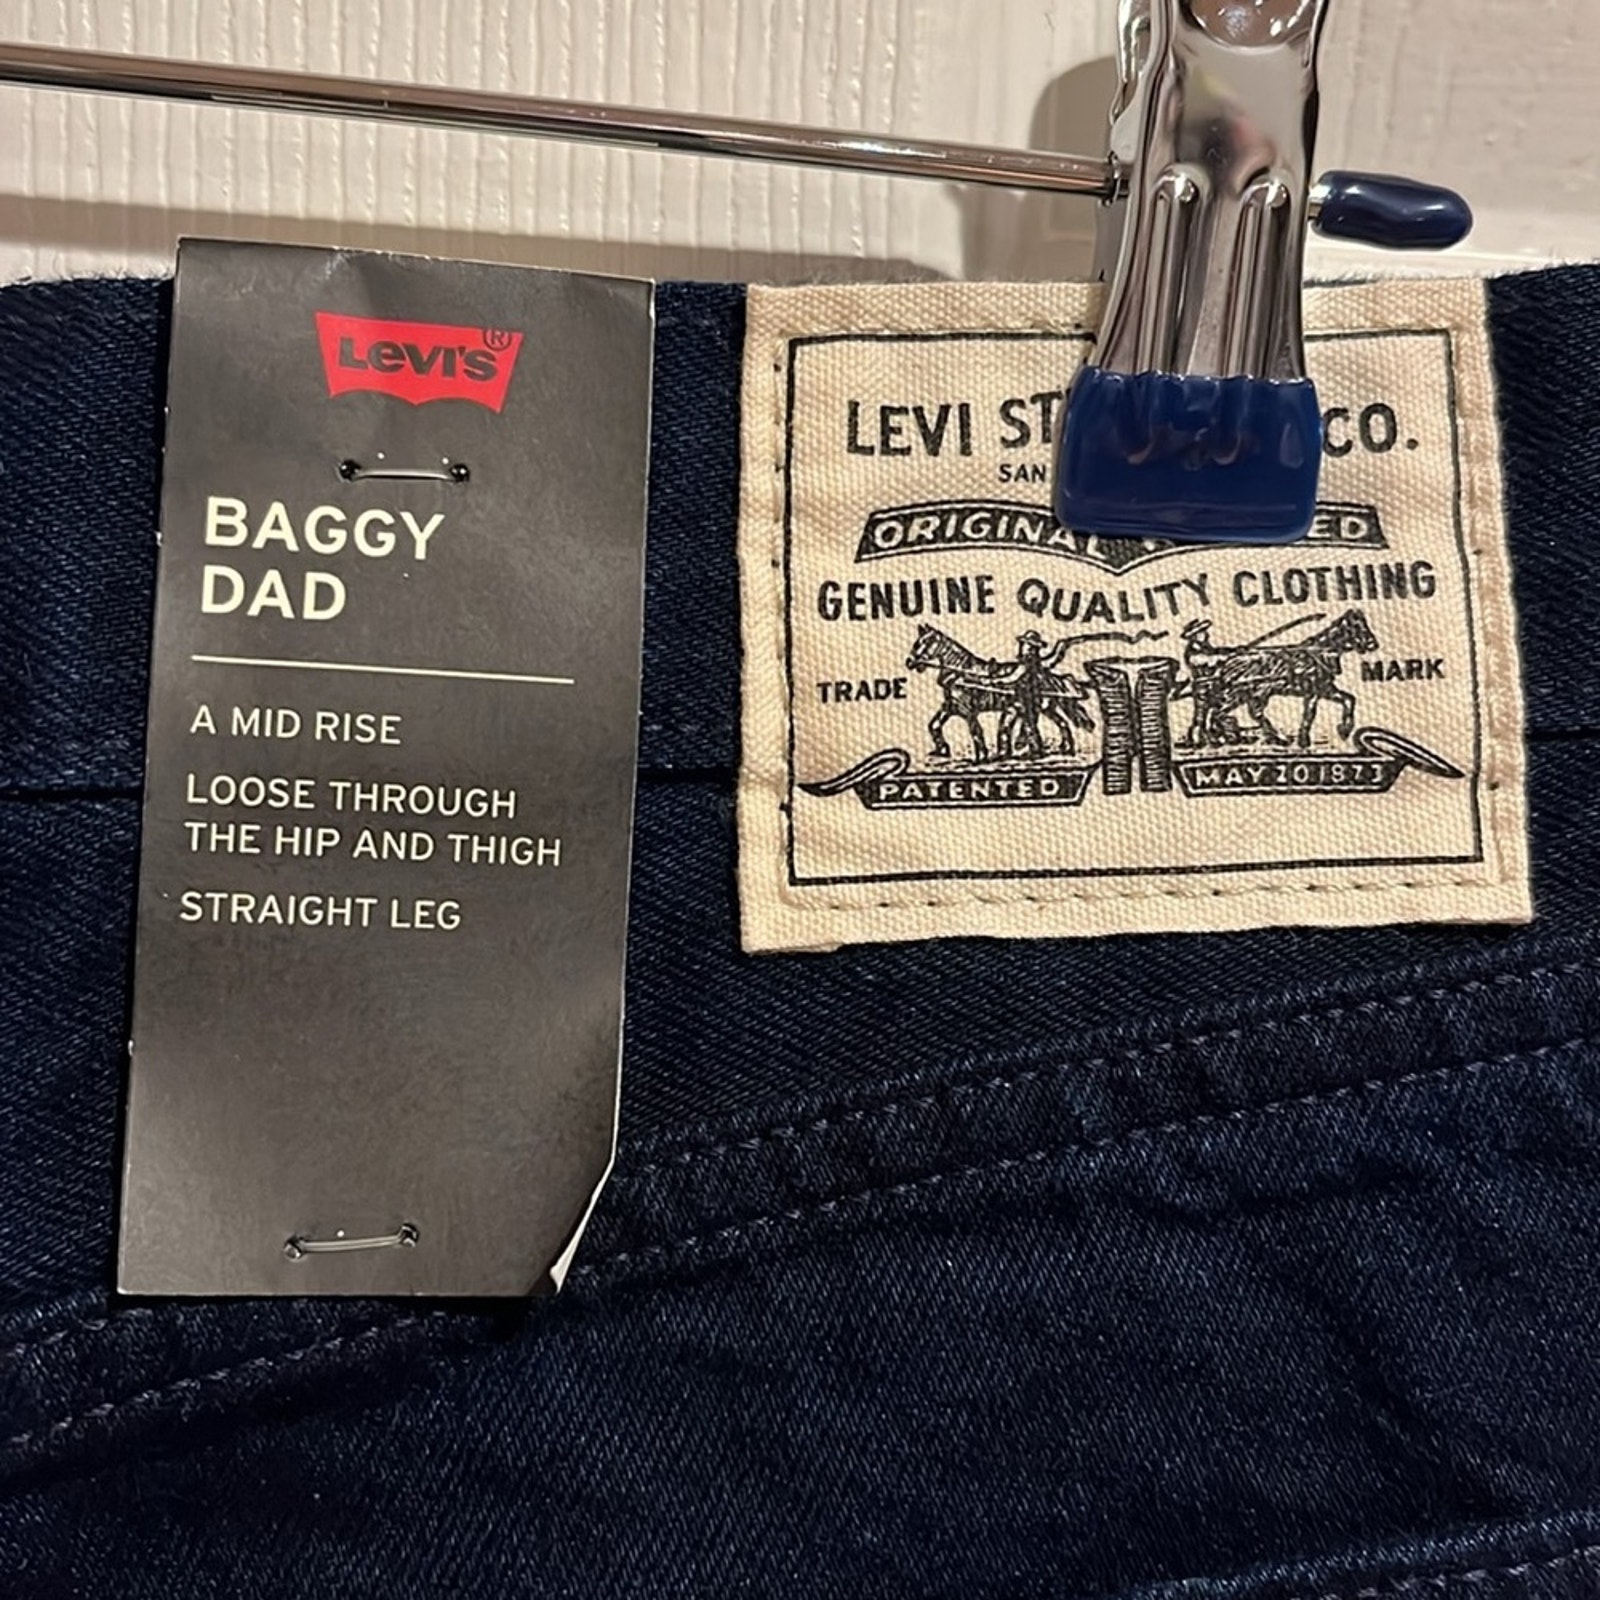 Levi's®
BAGGY
DAD
A MID RISE
LOOSE THROUGH
THE HIP AND THIGH
STRAIGHT LEG
LEVI CO.
SAN
ORIGINAL
GENUINE QUALITY CLOTHING
TRADE MARK
PATENTED MAY 20 1873